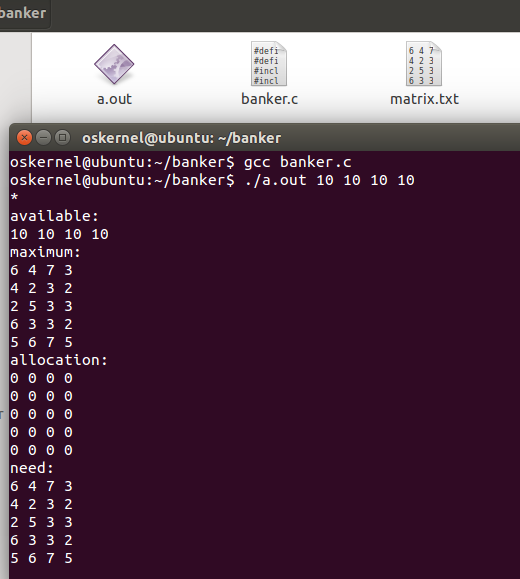 banker
#defi
#defi
#incl
#incl
6 4 7
4 2 3
2 5 3
6 3 3
a.out
banker.c
matrix.txt
oskernel@ubuntu: ~/banker
oskernel@ubuntu:~/banker$ gcc banker.c
oskernel@ubuntu:~/banker$ ./a.out 10 10 10 10
*
available:
10 10 10 10
maximum:
6 4 7 3
4 2 3 2
2 5 3 3
6 3 3 2
5 6 7 5
allocation:
0 0 0 0
0 0 0 0
0 0 0 0
0 0 0 0
0 0 0 0
need:
6 4 7 3
4 2 3 2
2 5 3 3
6 3 3 2
5 6 7 5